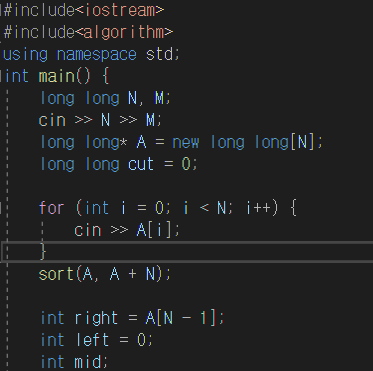 #include<iostream>
#include<algorithm>
using namespace std;
int main() {
long long N, M;
cin >> N >> M;
long long* A = new long long[N];
long long cut = 0;
for (int i = 0; i < N; i++) {
cin >> A[i];
}
sort(A, A + N);
int right = A[N - 1];
int left = 0;
int mid;